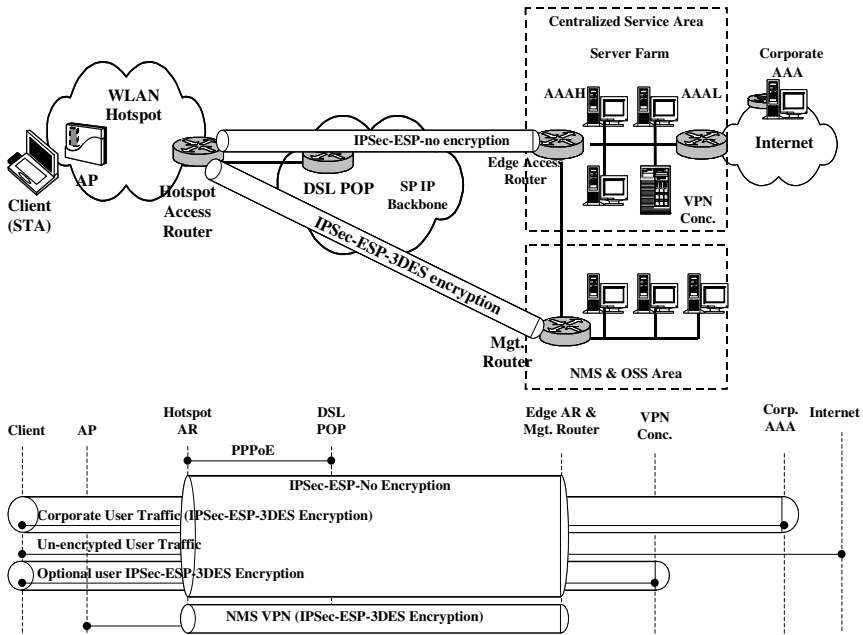 Centralized Service Area
Server Farm
Corporate
AAA
WLAN
Hotspot
AAAH
AAAL
IPSec-ESP-no encryption
Internet
Edge Access
Router
AP
DSL POP
SP IP
Backbone
Client
(STA)
Hotspot
Access
Router
VPN
Conc.
IPSec-ESP-3DES encryption
Mgt.
Router
NMS & OSS Area
Client
AP
Hotspot
AR
DSL
POP
Edge AR &
Mgt. Router
VPN
Conc.
Corp.
AAA
Internet
PPPoE
IPSec-ESP-No Encryption
Corporate User Traffic (IPSec-ESP-3DES Encryption)
Un-encrypted User Traffic
Optional user IPSec-ESP-3DES Encryption
NMS VPN (IPSec-ESP-3DES Encryption)